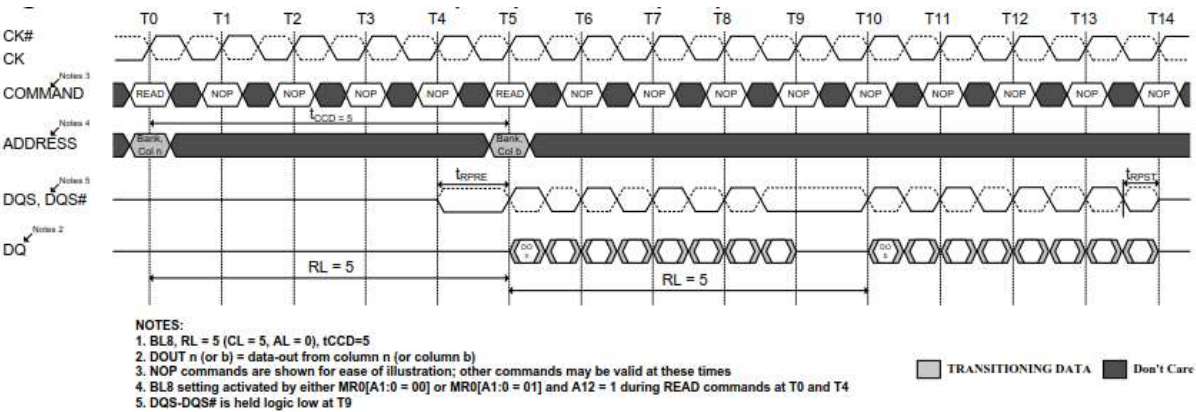 T0 T1 T2 T3 T4 T5 T6 T7 T8 T9 T10 T11 T12 T13 T14
CK#
CK
Notes 3
COMMAND READ NOP NOP NOP NOP READ NOP NOP NOP NOP NOP NOP NOP NOP NOP
tCCD = 5
Notes 4
ADDRESS
Bank, Col n
Bank, Col b
Notes 5
tRPRE
tRPST
DQS, DQS#
Notes 2
DQ
DO n
DO b
RL = 5
RL = 5
NOTES:
1. BL8, RL = 5 (CL = 5, AL = 0), tCCD=5
2. DOUT n (or b) = data-out from column n (or column b)
3. NOP commands are shown for ease of illustration; other commands may be valid at these times
4. BL8 setting activated by either MR0[A1:0 = 00] or MR0[A1:0 = 01] and A12 = 1 during READ commands at T0 and T4
5. DQS-DQS# is held logic low at T9
TRANSITIONING DATA
Don't Care